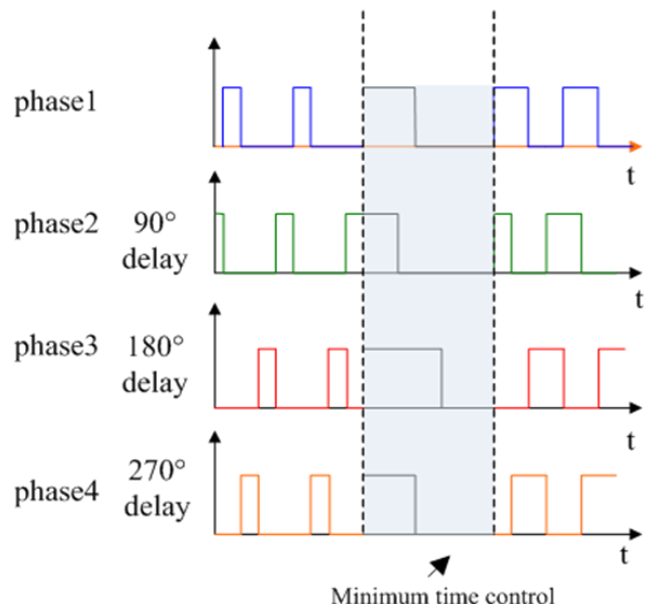 phase1
t
phase2 90°
delay
t
phase3 180°
delay
t
phase4 270°
delay
t
Minimum time control